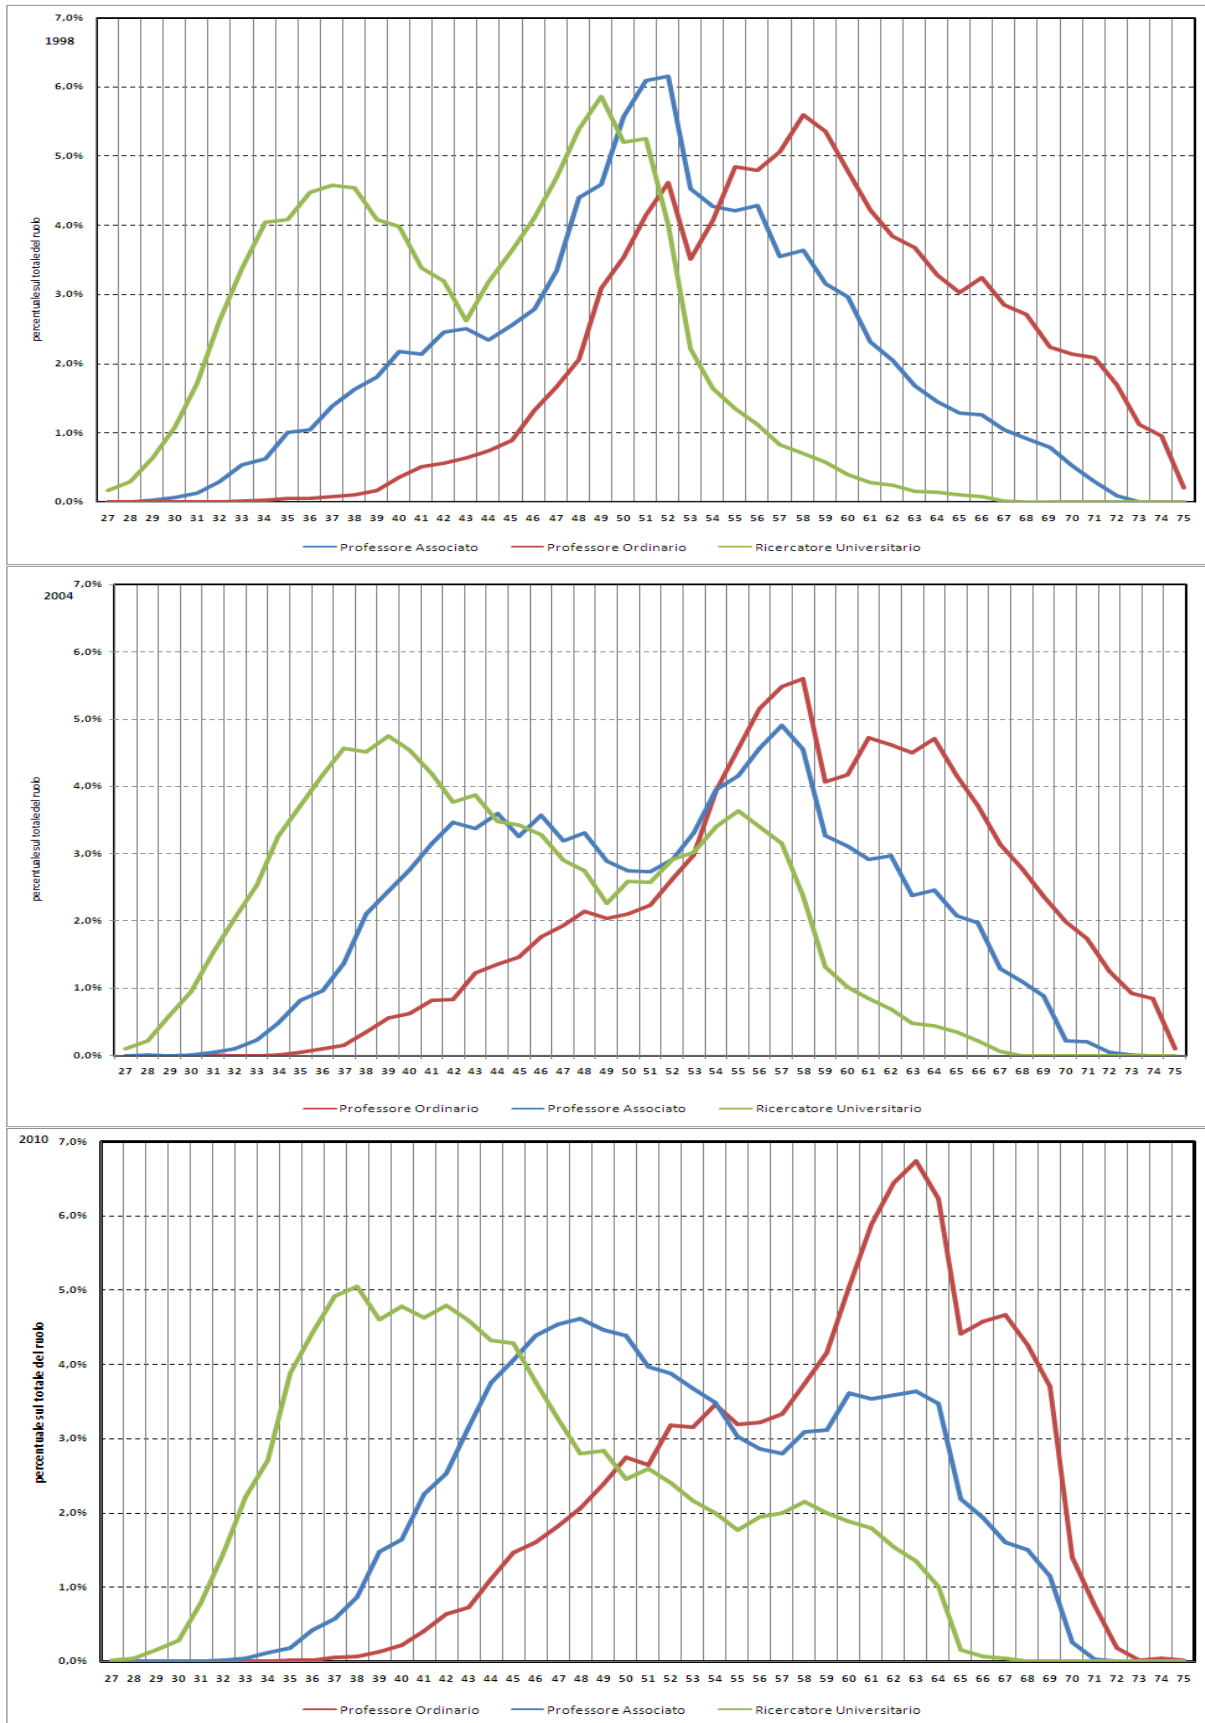 7,0%
1998
6,0%
5,0%
4,0%
3,0%
2,0%
1,0%
0,0%
percentuale sul totale del ruolo
27 28 29 30 31 32 33 34 35 36 37 38 39 40 41 42 43 44 45 46 47 48 49 50 51 52 53 54 55 56 57 58 59 60 61 62 63 64 65 66 67 68 69 70 71 72 73 74 75
Professore Associato Professore Ordinario Ricercatore Universitario
7,0%
2004
6,0%
5,0%
4,0%
3,0%
2,0%
1,0%
0,0%
percentuale sul totale del ruolo
27 28 29 30 31 32 33 34 35 36 37 38 39 40 41 42 43 44 45 46 47 48 49 50 51 52 53 54 55 56 57 58 59 60 61 62 63 64 65 66 67 68 69 70 71 72 73 74 75
Professore Ordinario Professore Associato Ricercatore Universitario
2010 7,0%
6,0%
5,0%
4,0%
3,0%
2,0%
1,0%
0,0%
percentuale sul totale del ruolo
27 28 29 30 31 32 33 34 35 36 37 38 39 40 41 42 43 44 45 46 47 48 49 50 51 52 53 54 55 56 57 58 59 60 61 62 63 64 65 66 67 68 69 70 71 72 73 74 75
Professore Ordinario Professore Associato Ricercatore Universitario